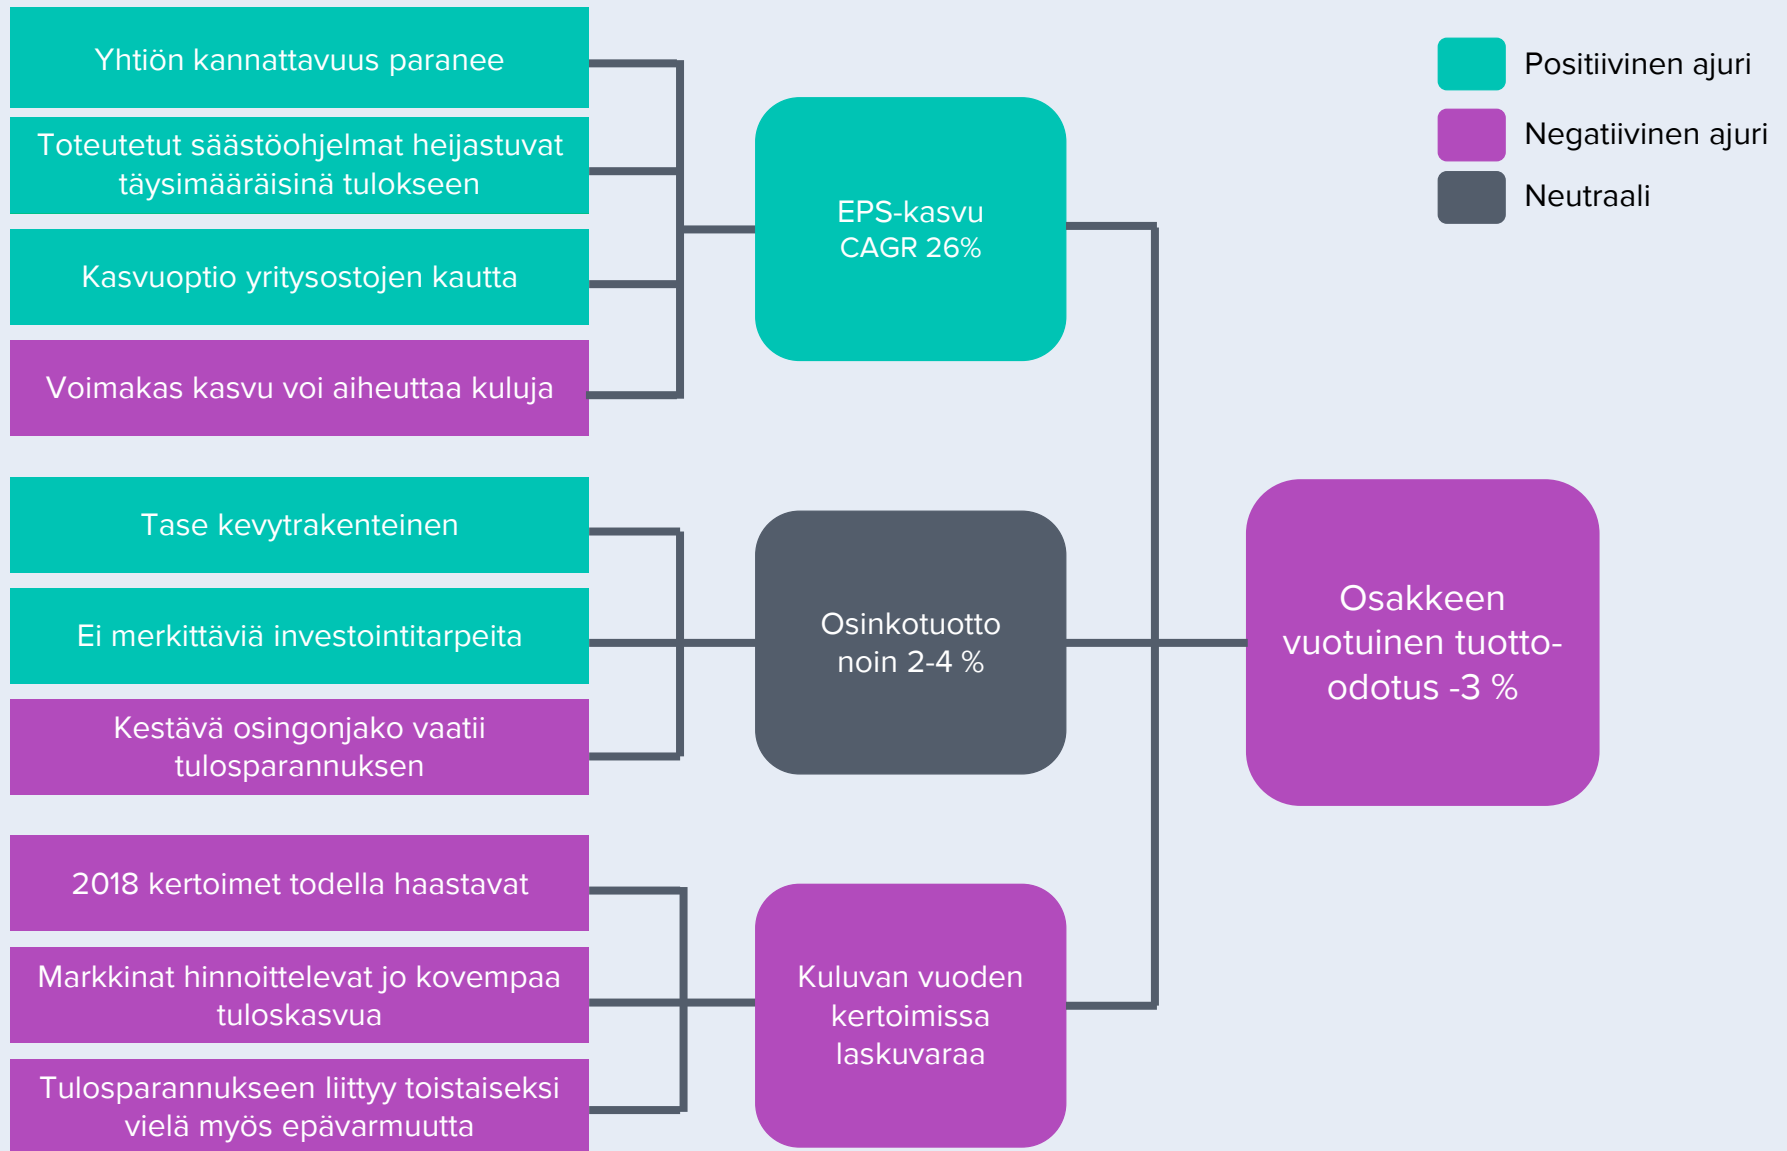 Yhtiön kannattavuus paranee
Toteutetut säästöohjelmat heijastuvat
täysimääräisinä tulokseen
Kasvuoptio yritysostojen kautta
Voimakas kasvu voi aiheuttaa kuluja
EPS-kasvu
CAGR 26%
Positiivinen ajuri
Negatiivinen ajuri
Neutraali
Tase kevytrakenteinen
Ei merkittäviä investointitarpeita
Kestävä osingonjako vaatii
tulosparannuksen
Osinkotuotto
noin 2-4 %
Osakkeen
vuotuinen tuotto-
odotus -3 %
2018 kertoimet todella haastavat
Markkinat hinnoittelevat jo kovempaa
tuloskasvua
Tulosparannukseen liittyy toistaiseksi
vielä myös epävarmuutta
Kuluvan vuoden
kertoimissa
laskuvaraa